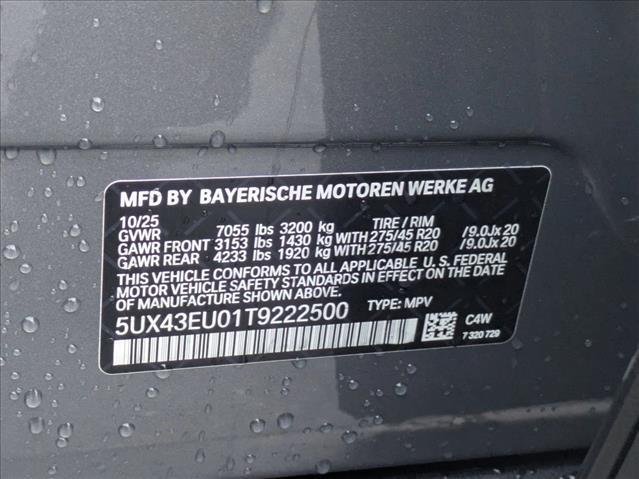 MFD BY BAYERISCHE MOTOREN WERKE AG
10/25
GVWR 7055 lbs 3200 kg TIRE / RIM
GAWR FRONT 3153 lbs 1430 kg WITH 275/45 R20 /9.0Jx20
GAWR REAR 4233 lbs 1920 kg WITH 275/45 R20 /9.0Jx20
THIS VEHICLE CONFORMS TO ALL APPLICABLE U. S. FEDERAL
MOTOR VEHICLE SAFETY STANDARDS IN EFFECT ON THE DATE OF
MANUFACTURE SHOWN ABOVE.
5UX43EU01T9222500 TYPE: MPV
C4W
7 320 729